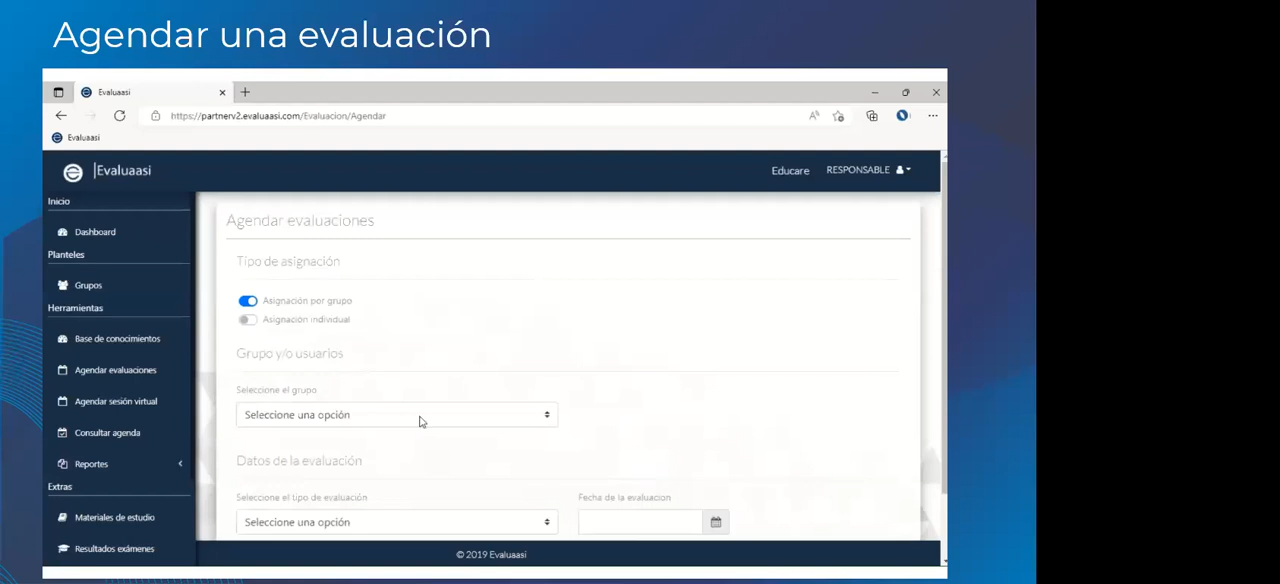 Agendar una evaluación
Evaluaasi
https://partnerv2.evaluaasi.com/Evaluacion/Agendar
Evaluaasi
|Evaluaasi
Educare
RESPONSABLE
Inicio
Dashboard
Planteles
Grupos
Herramientas
Base de conocimientos
Agendar evaluaciones
Agendar sesión virtual
Consultar agenda
Reportes
Extras
Materiales de estudio
Resultados exámenes
Agendar evaluaciones
Tipo de asignación
Asignación por grupo
Asignación individual
Grupo y/o usuarios
Seleccione el grupo
Seleccione una opción
Datos de la evaluación
Seleccione el tipo de evaluación
Fecha de la evaluacion
Seleccione una opción
© 2019 Evaluaasi